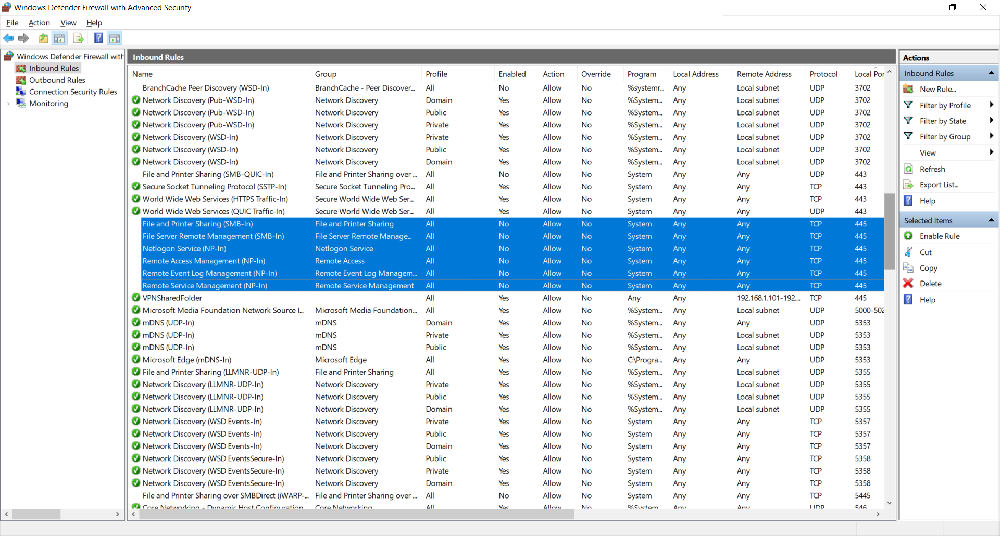 Windows Defender Firewall with Advanced Security
File Action View Help
Windows Defender Firewall with
Inbound Rules
Outbound Rules
Connection Security Rules
Monitoring
Inbound Rules
Name Group Profile Enabled Action Override Program Local Address Remote Address Protocol Local Por
BranchCache Peer Discovery (WSD-In) BranchCache - Peer Discover... All No Allow No %systemr... Any Local subnet UDP 3702
Network Discovery (Pub-WSD-In) Network Discovery Domain Yes Allow No %System... Any Local subnet UDP 3702
Network Discovery (Pub-WSD-In) Network Discovery Public Yes Allow No %System... Any Local subnet UDP 3702
Network Discovery (Pub-WSD-In) Network Discovery Private Yes Allow No %System... Any Local subnet UDP 3702
Network Discovery (WSD-In) Network Discovery Private Yes Allow No %System... Any Local subnet UDP 3702
Network Discovery (WSD-In) Network Discovery Public Yes Allow No %System... Any Local subnet UDP 3702
Network Discovery (WSD-In) Network Discovery Domain Yes Allow No %System... Any Local subnet UDP 3702
File and Printer Sharing (SMB-QUIC-In) File and Printer Sharing over ... All No Allow No System Any Any UDP 443
Secure Socket Tunneling Protocol (SSTP-In) Secure Socket Tunneling Pro... All Yes Allow No System Any Any TCP 443
World Wide Web Services (HTTPS Traffic-In) Secure World Wide Web Ser... All Yes Allow No System Any Any TCP 443
World Wide Web Services (QUIC Traffic-In) Secure World Wide Web Ser... All Yes Allow No System Any Any UDP 443
File and Printer Sharing (SMB-In) File and Printer Sharing All No Allow No System Any Any TCP 445
File Server Remote Management (SMB-In) File Server Remote Manage... All No Allow No System Any Any TCP 445
Netlogon Service (NP-In) Netlogon Service All No Allow No System Any Any TCP 445
Remote Access Management (NP-In) Remote Access All No Allow No System Any Any TCP 445
Remote Event Log Management (NP-In) Remote Event Log Managem... All No Allow No System Any Any TCP 445
Remote Service Management (NP-In) Remote Service Management All No Allow No System Any Any TCP 445
VPNSharedFolder All Yes Allow No Any Any 192.168.1.101-192.... TCP 445
Microsoft Media Foundation Network Source I... Microsoft Media Foundation... All Yes Allow No %System... Any Local subnet UDP 5000-502
mDNS (UDP-In) mDNS Domain Yes Allow No %System... Any Any UDP 5353
mDNS (UDP-In) mDNS Private Yes Allow No %System... Any Local subnet UDP 5353
mDNS (UDP-In) mDNS Public Yes Allow No %System... Any Local subnet UDP 5353
Microsoft Edge (mDNS-In) Microsoft Edge All Yes Allow No C:\Progra... Any Any UDP 5353
File and Printer Sharing (LLMNR-UDP-In) File and Printer Sharing All Yes Allow No %System... Any Local subnet UDP 5355
Network Discovery (LLMNR-UDP-In) Network Discovery Private Yes Allow No %System... Any Local subnet UDP 5355
Network Discovery (LLMNR-UDP-In) Network Discovery Public Yes Allow No %System... Any Local subnet UDP 5355
Network Discovery (LLMNR-UDP-In) Network Discovery Domain Yes Allow No %System... Any Local subnet UDP 5355
Network Discovery (WSD Events-In) Network Discovery Private Yes Allow No System Any Any TCP 5357
Network Discovery (WSD Events-In) Network Discovery Public Yes Allow No System Any Any TCP 5357
Network Discovery (WSD Events-In) Network Discovery Domain Yes Allow No System Any Any TCP 5357
Network Discovery (WSD EventsSecure-In) Network Discovery Public Yes Allow No System Any Any TCP 5358
Network Discovery (WSD EventsSecure-In) Network Discovery Private Yes Allow No System Any Any TCP 5358
Network Discovery (WSD EventsSecure-In) Network Discovery Domain Yes Allow No System Any Any TCP 5358
File and Printer Sharing over SMBDirect (iWARP-... File and Printer Sharing over ... All No Allow No System Any Any TCP 5445
Core Networking - Dynamic Host Configuration Core Networking All Yes Allow No %System Any Any UDP 546
Actions
Inbound Rules
New Rule...
Filter by Profile
Filter by State
Filter by Group
View
Refresh
Export List...
Help
Selected Items
Enable Rule
Cut
Copy
Delete
Help